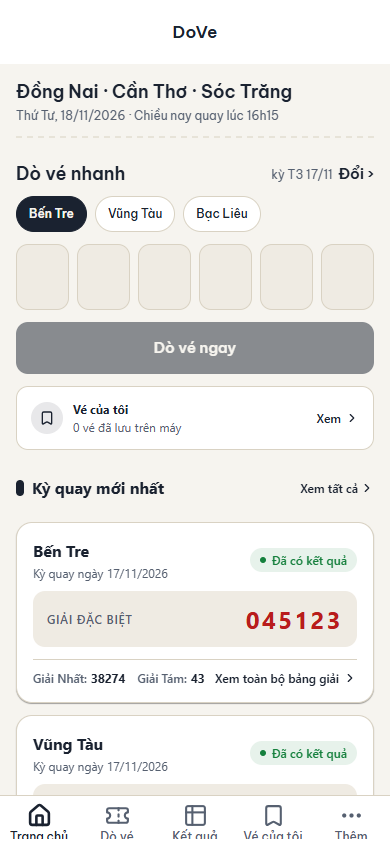 DoVe
Đồng Nai · Cần Thơ · Sóc Trăng
Thứ Tư, 18/11/2026 · Chiều nay quay lúc 16h15
Dò vé nhanh
kỳ T3 17/11 Đổi ›
Bến Tre
Vũng Tàu
Bạc Liêu
Dò vé ngay
Vé của tôi
0 vé đã lưu trên máy
Xem
Kỳ quay mới nhất
Xem tất cả
Bến Tre
Đã có kết quả
Kỳ quay ngày 17/11/2026
GIẢI ĐẶC BIỆT
045123
Giải Nhất: 38274 Giải Tám: 43 Xem toàn bộ bảng giải
Vũng Tàu
Đã có kết quả
Kỳ quay ngày 17/11/2026
Trang chủ
Dò vé
Kết quả
Vé của tôi
Thêm